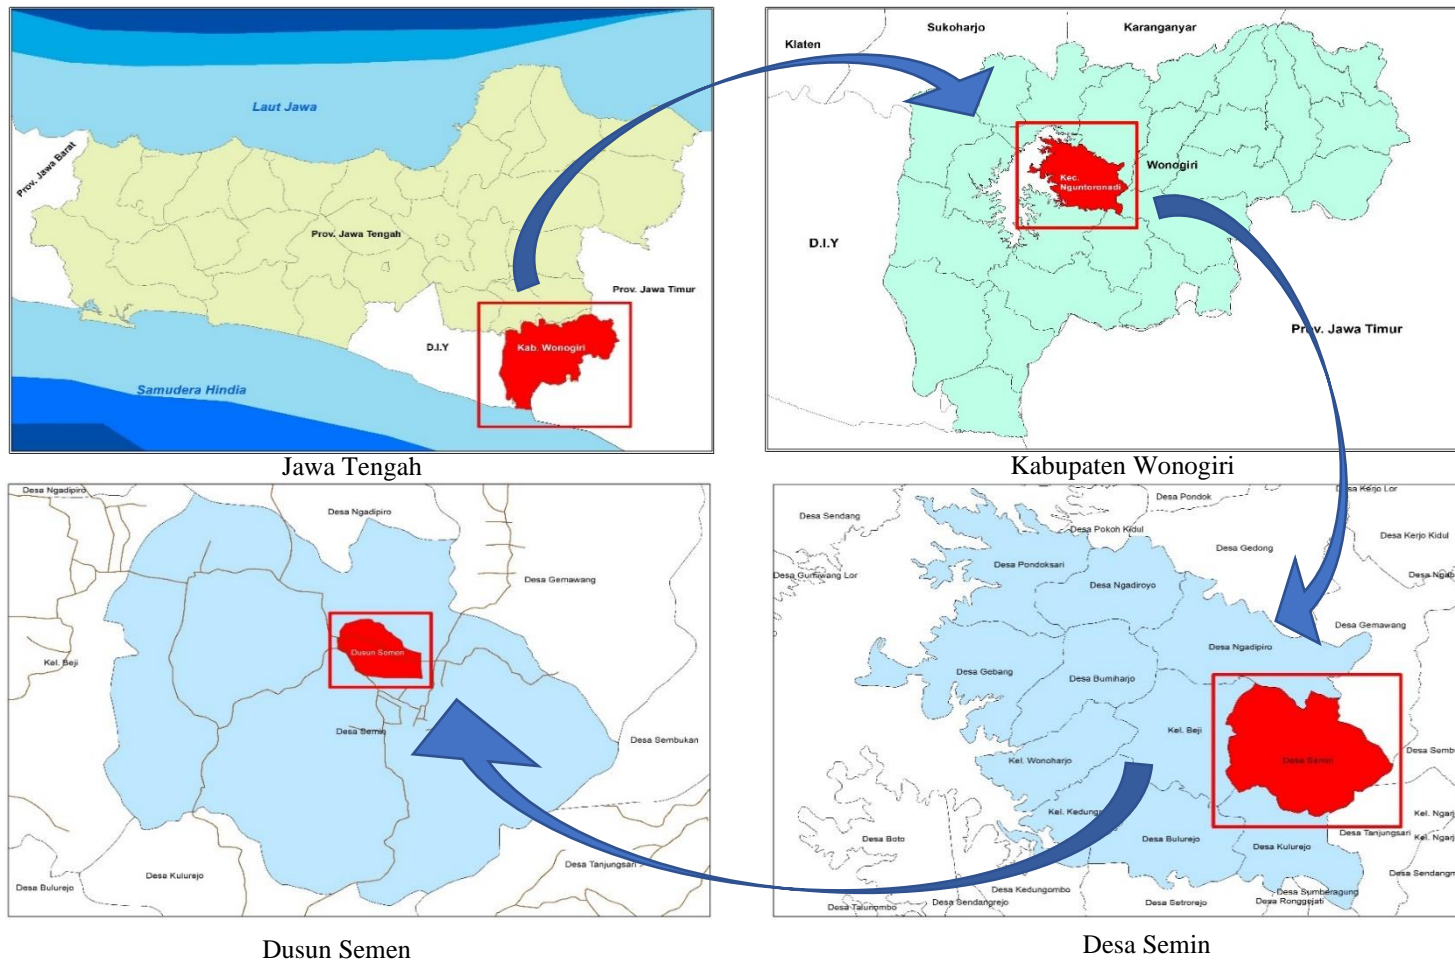 Laut Jawa
Prov. Jawa Barat
Prov. Jawa Tengah
Prov. Jawa Timur
D.I.Y
Kab. Wonogiri
Samudera Hindia
Jawa Tengah
Sukoharjo
Karanganyar
Klaten
Wonogiri
Kec.
Nguntoronadi
D.I.Y
Prov. Jawa Timur
Kabupaten Wonogiri
Desa Ngadipiro
Desa Ngadipiro
Desa Gemawang
Dusun Semen
Kel. Beji
Desa Semin
Desa Sembukan
Desa Tanjungsari
Desa Kulurejo
Desa Bulurejo
Dusun Semen
Desa Kerjo Lor
Desa Pondok
Desa Sendang
Desa Pokoh Kidul
Desa Kerjo Kidul
Desa Gedong
Desa Pondoksari
Desa Gumiwang Lor
Desa Ngadiroyo
Desa Gemawang
Desa Ngadipiro
Desa Gebang
Desa Bumiharjo
Kel. Beji
Kel. Wonoharjo
Desa Semin
Kel. Kedung
Desa Tanjungsari
Desa Boto
Desa Bulurejo
Desa Kulurejo
Desa Kedungombo
Desa Sumberagung
Desa Talunombo
Desa Sendangrejo
Desa Setrorejo
Desa Ronggojati
Desa Semin